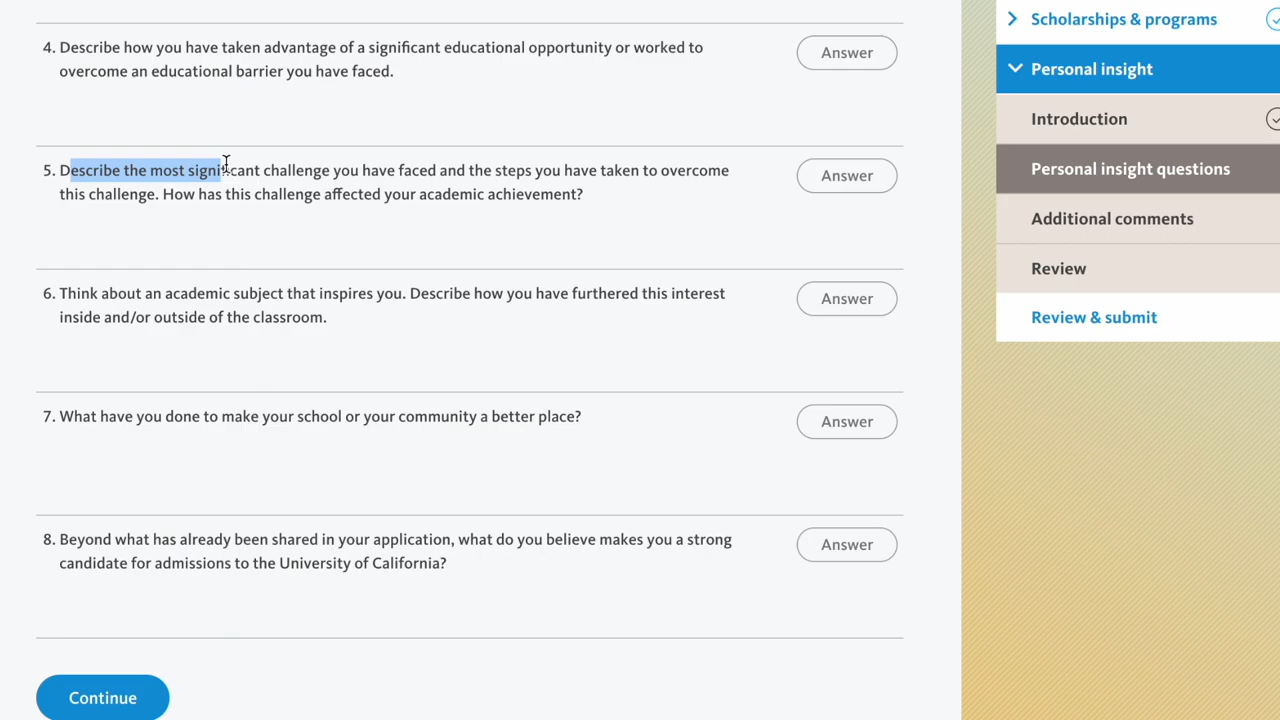 4. Describe how you have taken advantage of a significant educational opportunity or worked to
overcome an educational barrier you have faced.
Answer
5. Describe the most significant challenge you have faced and the steps you have taken to overcome
this challenge. How has this challenge affected your academic achievement?
Answer
6. Think about an academic subject that inspires you. Describe how you have furthered this interest
inside and/or outside of the classroom.
Answer
7. What have you done to make your school or your community a better place?
Answer
8. Beyond what has already been shared in your application, what do you believe makes you a strong
candidate for admissions to the University of California?
Answer
Continue
Scholarships & programs
Personal insight
Introduction
Personal insight questions
Additional comments
Review
Review & submit